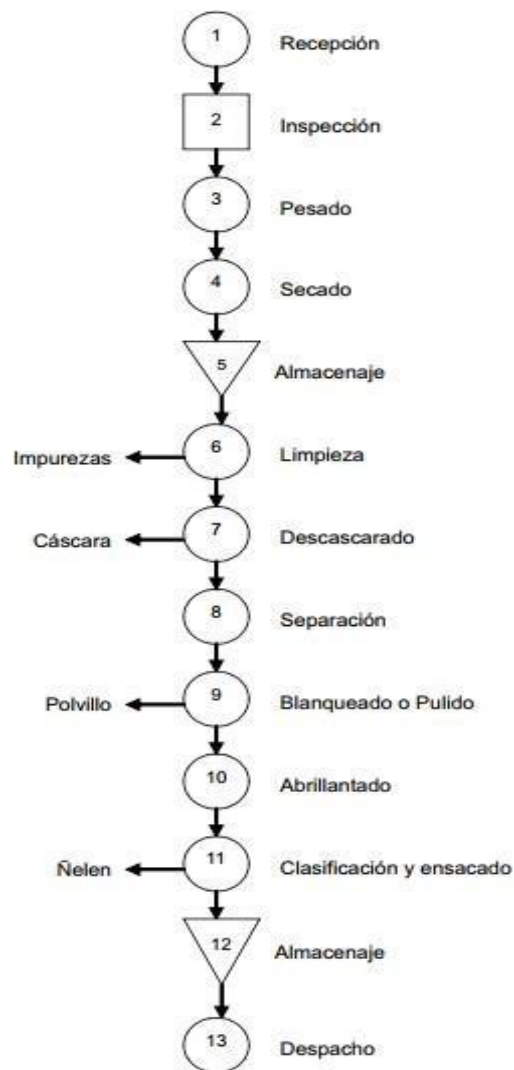 1 Recepción
2 Inspección
3 Pesado
4 Secado
5 Almacenaje
Impurezas 6 Limpieza
Cáscara 7 Descascarado
8 Separación
Polvillo 9 Blanqueado o Pulido
10 Abrillantado
Ñelen 11 Clasificación y ensacado
12 Almacenaje
13 Despacho